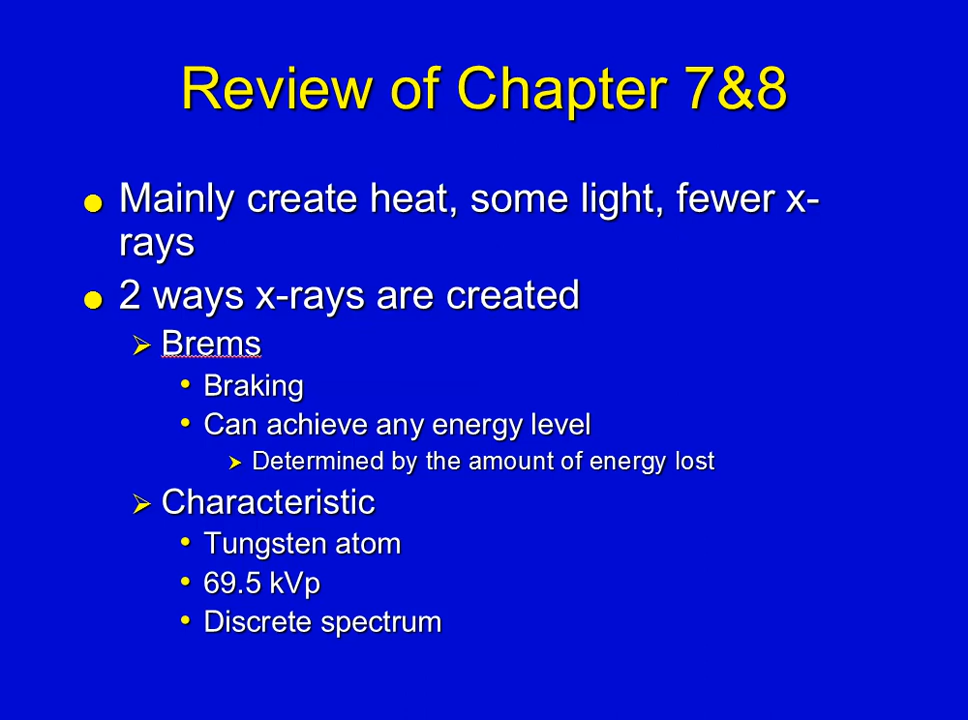 Review of Chapter 7&8
Mainly create heat, some light, fewer x-
rays
2 ways x-rays are created
Brems
Braking
Can achieve any energy level
Determined by the amount of energy lost
Characteristic
Tungsten atom
69.5 kVp
Discrete spectrum